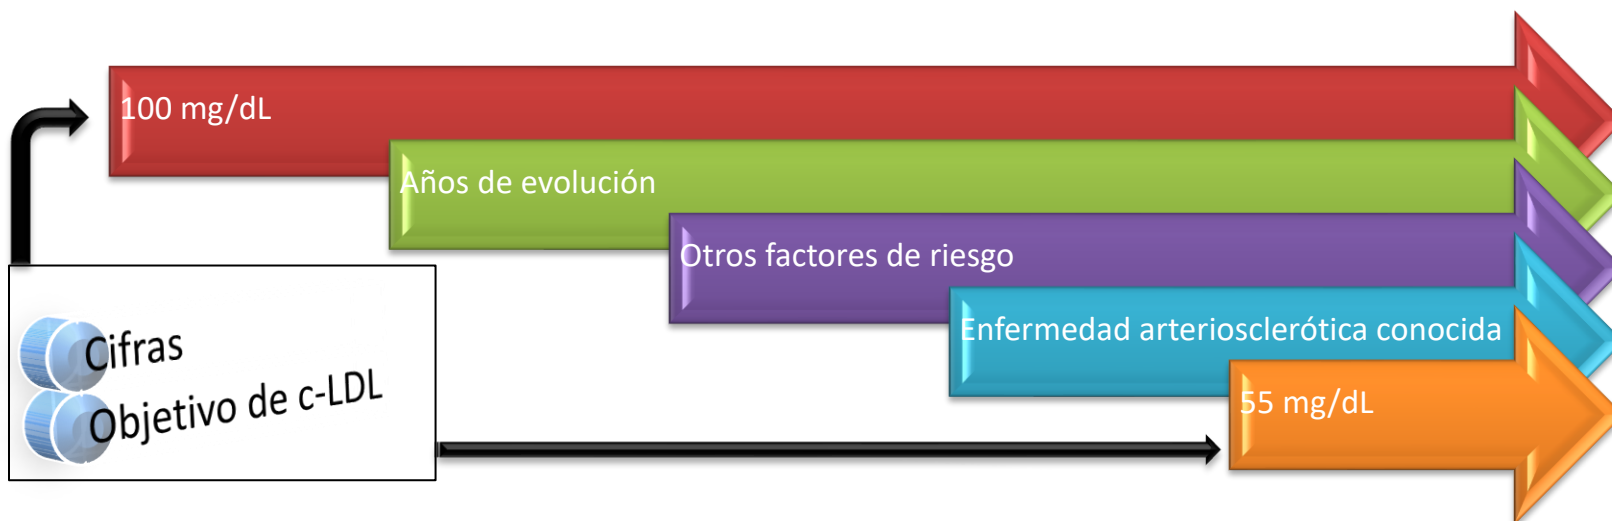 100 mg/dL
Años de evolución
Otros factores de riesgo
Enfermedad arteriosclerótica conocida
55 mg/dL
Cifras
Objetivo de c-LDL